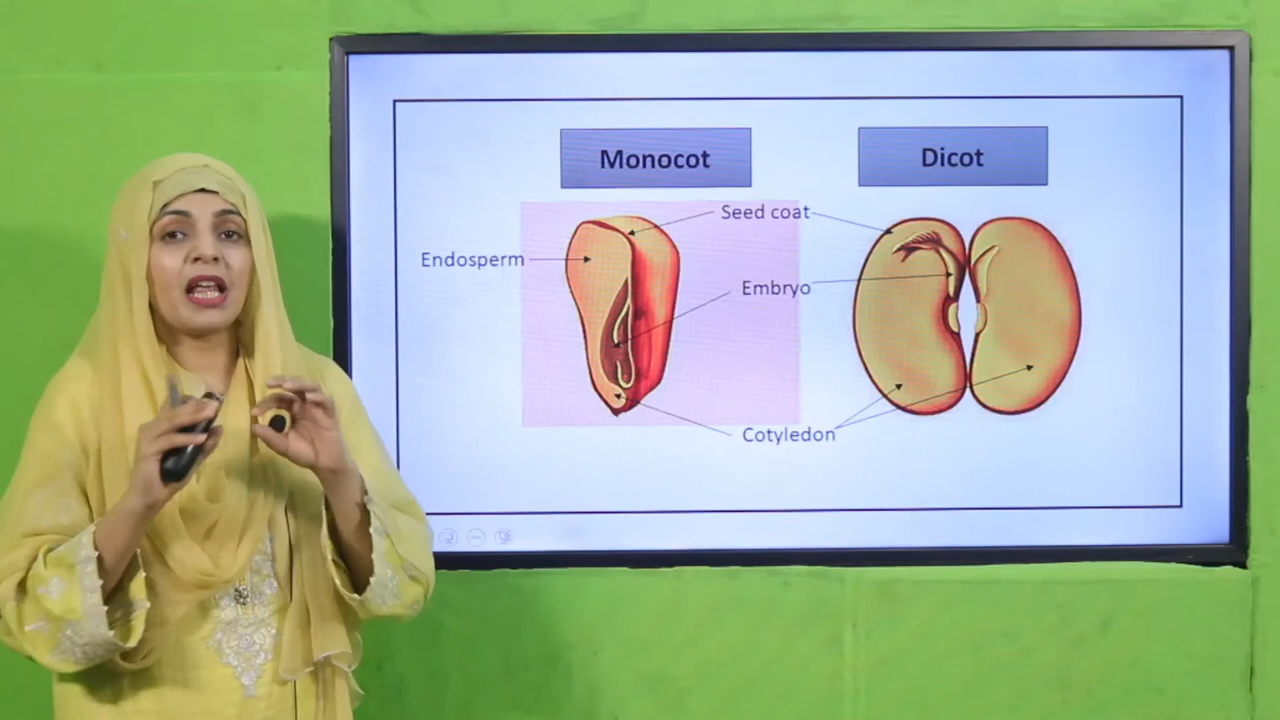 Monocot
Dicot
Seed coat
Endosperm
Embryo
Cotyledon